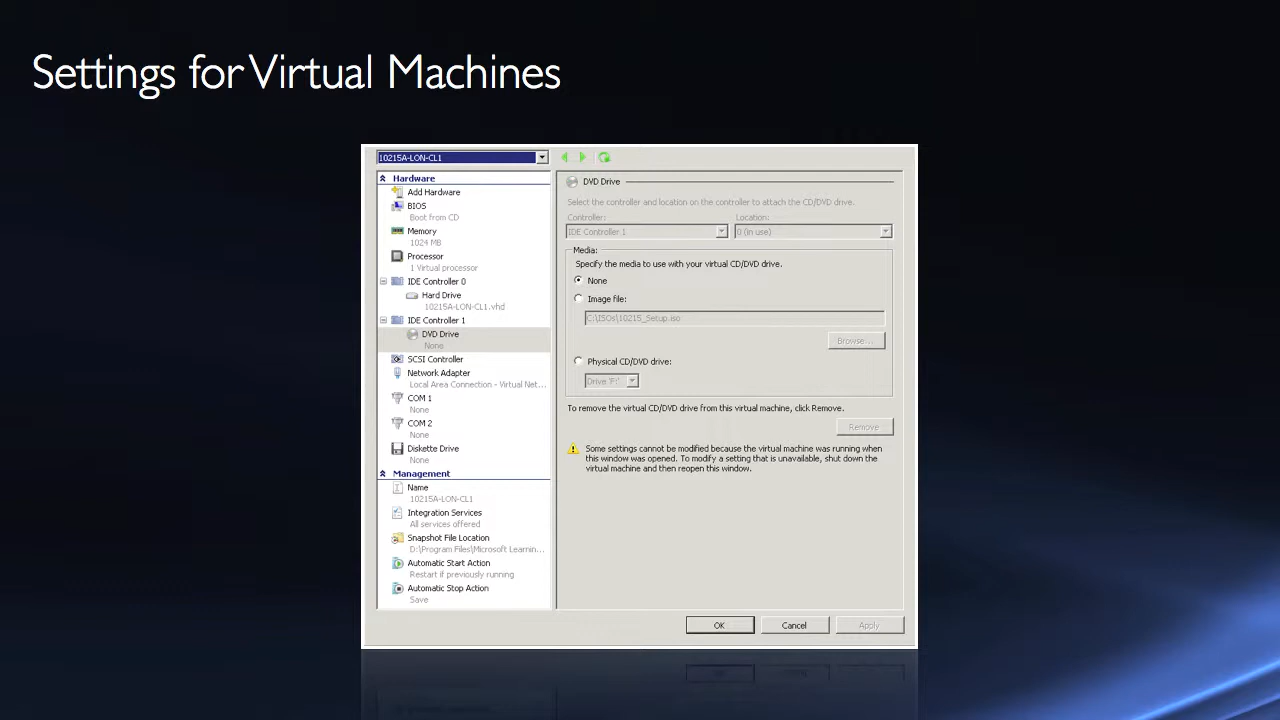 Settings for Virtual Machines
10215A-LON-CL1
Hardware
Add Hardware
BIOS
Boot from CD
Memory
1024 MB
Processor
1 Virtual processor
IDE Controller 0
Hard Drive
10215A-LON-CL1.vhd
IDE Controller 1
DVD Drive
None
SCSI Controller
Network Adapter
Local Area Connection - Virtual Net...
COM 1
None
COM 2
None
Diskette Drive
None
Management
Name
10215A-LON-CL1
Integration Services
All services offered
Snapshot File Location
D:\Program Files\Microsoft Learnin...
Automatic Start Action
Restart if previously running
Automatic Stop Action
Save
DVD Drive
Select the controller and location on the controller to attach the CD/DVD drive.
Controller: Location:
IDE Controller 1 0 (in use)
Media:
Specify the media to use with your virtual CD/DVD drive.
None
Image file:
C:\ISOs\10215_Setup.iso
Browse...
Physical CD/DVD drive:
Drive 'F:'
To remove the virtual CD/DVD drive from this virtual machine, click Remove.
Remove
Some settings cannot be modified because the virtual machine was running when
this window was opened. To modify a setting that is unavailable, shut down the
virtual machine and then reopen this window.
OK Cancel Apply